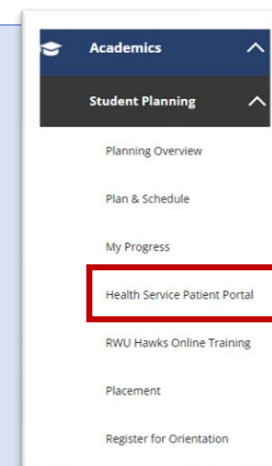 Academics
Student Planning
Planning Overview
Plan & Schedule
My Progress
Health Service Patient Portal
RWU Hawks Online Training
Placement
Register for Orientation